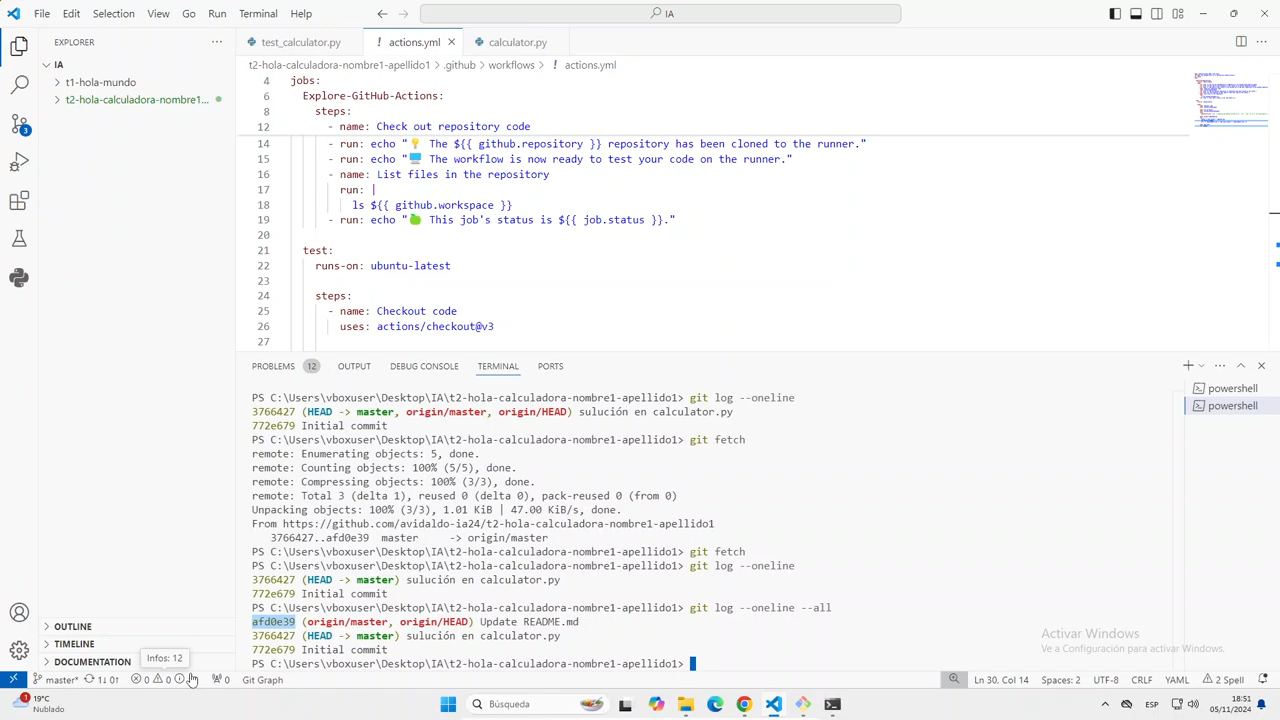 File Edit Selection View Go Run Terminal Help
IA
EXPLORER
test_calculator.py
actions.yml
calculator.py
IA
t2-hola-calculadora-nombre1-apellido1 > .github > workflows > ! actions.yml
t1-hola-mundo
t2-hola-calculadora-nombre1...
4 jobs:
6 Explore-GitHub-Actions:
8
12 - name: Check out repository code
14 - run: echo "💡 The ${{ github.repository }} repository has been cloned to the runner."
15 - run: echo "🖥️ The workflow is now ready to test your code on the runner."
16 - name: List files in the repository
17 run: |
18 ls ${{ github.workspace }}
19 - run: echo "🍏 This job's status is ${{ job.status }}."
20
21 test:
22 runs-on: ubuntu-latest
23
24 steps:
25 - name: Checkout code
26 uses: actions/checkout@v3
27
3
PROBLEMS 12 OUTPUT DEBUG CONSOLE TERMINAL PORTS
powershell
powershell
PS C:\Users\vboxuser\Desktop\IA\t2-hola-calculadora-nombre1-apellido1> git log --oneline
3766427 (HEAD -> master, origin/master, origin/HEAD) sulución en calculator.py
772e679 Initial commit
PS C:\Users\vboxuser\Desktop\IA\t2-hola-calculadora-nombre1-apellido1> git fetch
remote: Enumerating objects: 5, done.
remote: Counting objects: 100% (5/5), done.
remote: Compressing objects: 100% (3/3), done.
remote: Total 3 (delta 1), reused 0 (delta 0), pack-reused 0 (from 0)
Unpacking objects: 100% (3/3), 1.01 KiB | 47.00 KiB/s, done.
From https://github.com/avidaldo-ia24/t2-hola-calculadora-nombre1-apellido1
3766427..afd0e39 master -> origin/master
PS C:\Users\vboxuser\Desktop\IA\t2-hola-calculadora-nombre1-apellido1> git fetch
PS C:\Users\vboxuser\Desktop\IA\t2-hola-calculadora-nombre1-apellido1> git log --oneline
3766427 (HEAD -> master) sulución en calculator.py
772e679 Initial commit
PS C:\Users\vboxuser\Desktop\IA\t2-hola-calculadora-nombre1-apellido1> git log --oneline --all
afd0e39 (origin/master, origin/HEAD) Update README.md
3766427 (HEAD -> master) sulución en calculator.py
772e679 Initial commit
PS C:\Users\vboxuser\Desktop\IA\t2-hola-calculadora-nombre1-apellido1>
OUTLINE
TIMELINE
DOCUMENTATION
Infos: 12
Activar Windows
Ve a Configuración para activar Windows.
master* 1↓ 0↑ 0 0 0 Git Graph
Ln 30, Col 14 Spaces: 2 UTF-8 CRLF YAML 2 Spell
1
19°C
Nublado
Búsqueda
ESP
18:51
05/11/2024